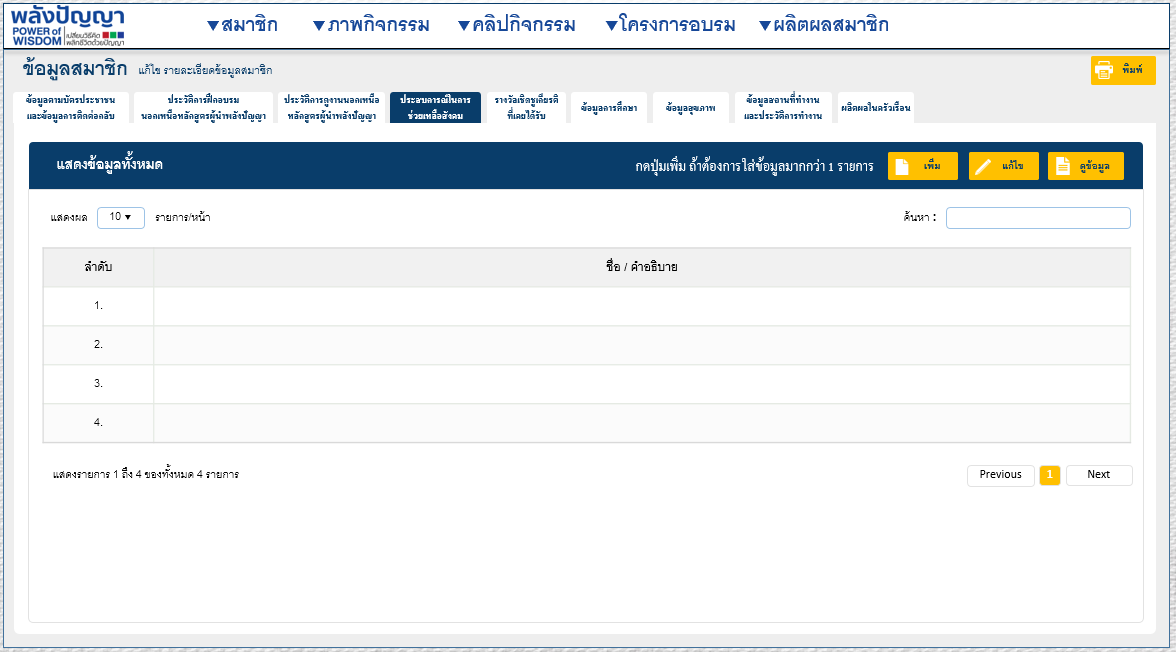 พลังปัญญา
POWER of WISDOM
เปลี่ยนวิธีคิด
พลิกชีวิตด้วยปัญญา
▼สมาชิก ▼ภาพกิจกรรม ▼คลิปกิจกรรม ▼โครงการอบรม ▼ผลิตผลสมาชิก
ข้อมูลสมาชิก แก้ไข รายละเอียดข้อมูลสมาชิก
พิมพ์
ข้อมูลตามบัตรประชาชน
และข้อมูลการติดต่อกลับ
ประวัติการฝึกอบรม
นอกเหนือหลักสูตรผู้นำพลังปัญญา
ประวัติการดูงานนอกเหนือ
หลักสูตรผู้นำพลังปัญญา
ประสบการณ์ในการ
ช่วยเหลือสังคม
รางวัลเชิดชูเกียรติ
ที่เคยได้รับ
ข้อมูลการศึกษา
ข้อมูลสุขภาพ
ข้อมูลสถานที่ทำงาน
และประวัติการทำงาน
ผลิตผลในครัวเรือน
แสดงข้อมูลทั้งหมด
กดปุ่มเพิ่ม ถ้าต้องการใส่ข้อมูลมากกว่า 1 รายการ
เพิ่ม
แก้ไข
ดูข้อมูล
แสดงผล 10 ▼ รายการ/หน้า
ค้นหา :
ลำดับ ชื่อ / คำอธิบาย
1.
2.
3.
4.
แสดงรายการ 1 ถึง 4 ของทั้งหมด 4 รายการ
Previous 1 Next